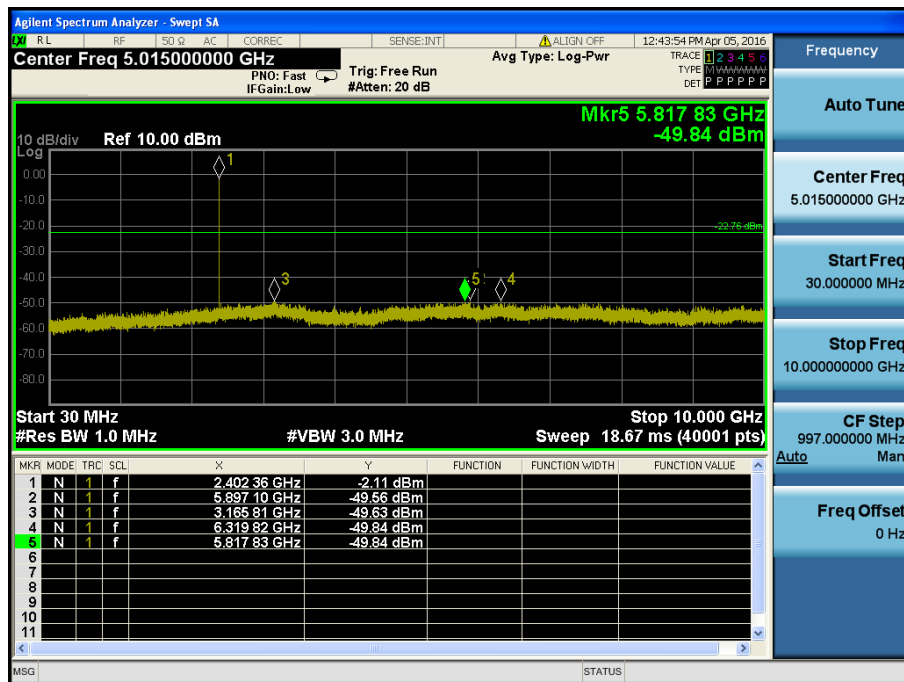 Agilent Spectrum Analyzer - Swept SA
LXI RL RF 50 Ω AC CORREC SENSE:INT ALIGN OFF 12:43:54 PM Apr 05, 2016
Center Freq 5.015000000 GHz
PNO: Fast
IFGain:Low
Trig: Free Run
#Atten: 20 dB
Avg Type: Log-Pwr
TRACE 1 2 3 4 5 6
TYPE M WWWWW
DET P P P P P P
Mkr5 5.817 83 GHz
-49.84 dBm
10 dB/div Ref 10.00 dBm
Log
0.00
-10.0
-20.0
-30.0
-40.0
-50.0
-60.0
-70.0
-80.0
1
-22.76 dBm
3
5
4
Start 30 MHz Stop 10.000 GHz
#Res BW 1.0 MHz #VBW 3.0 MHz Sweep 18.67 ms (40001 pts)
MKR MODE TRC SCL X Y FUNCTION FUNCTION WIDTH FUNCTION VALUE
1 N 1 f 2.402 36 GHz -2.11 dBm
2 N 1 f 5.897 10 GHz -49.56 dBm
3 N 1 f 3.165 81 GHz -49.63 dBm
4 N 1 f 6.319 82 GHz -49.84 dBm
5 N 1 f 5.817 83 GHz -49.84 dBm
6
7
8
9
10
11
MSG STATUS
Frequency
Auto Tune
Center Freq
5.015000000 GHz
Start Freq
30.000000 MHz
Stop Freq
10.000000000 GHz
CF Step
997.000000 MHz
Auto Man
Freq Offset
0 Hz